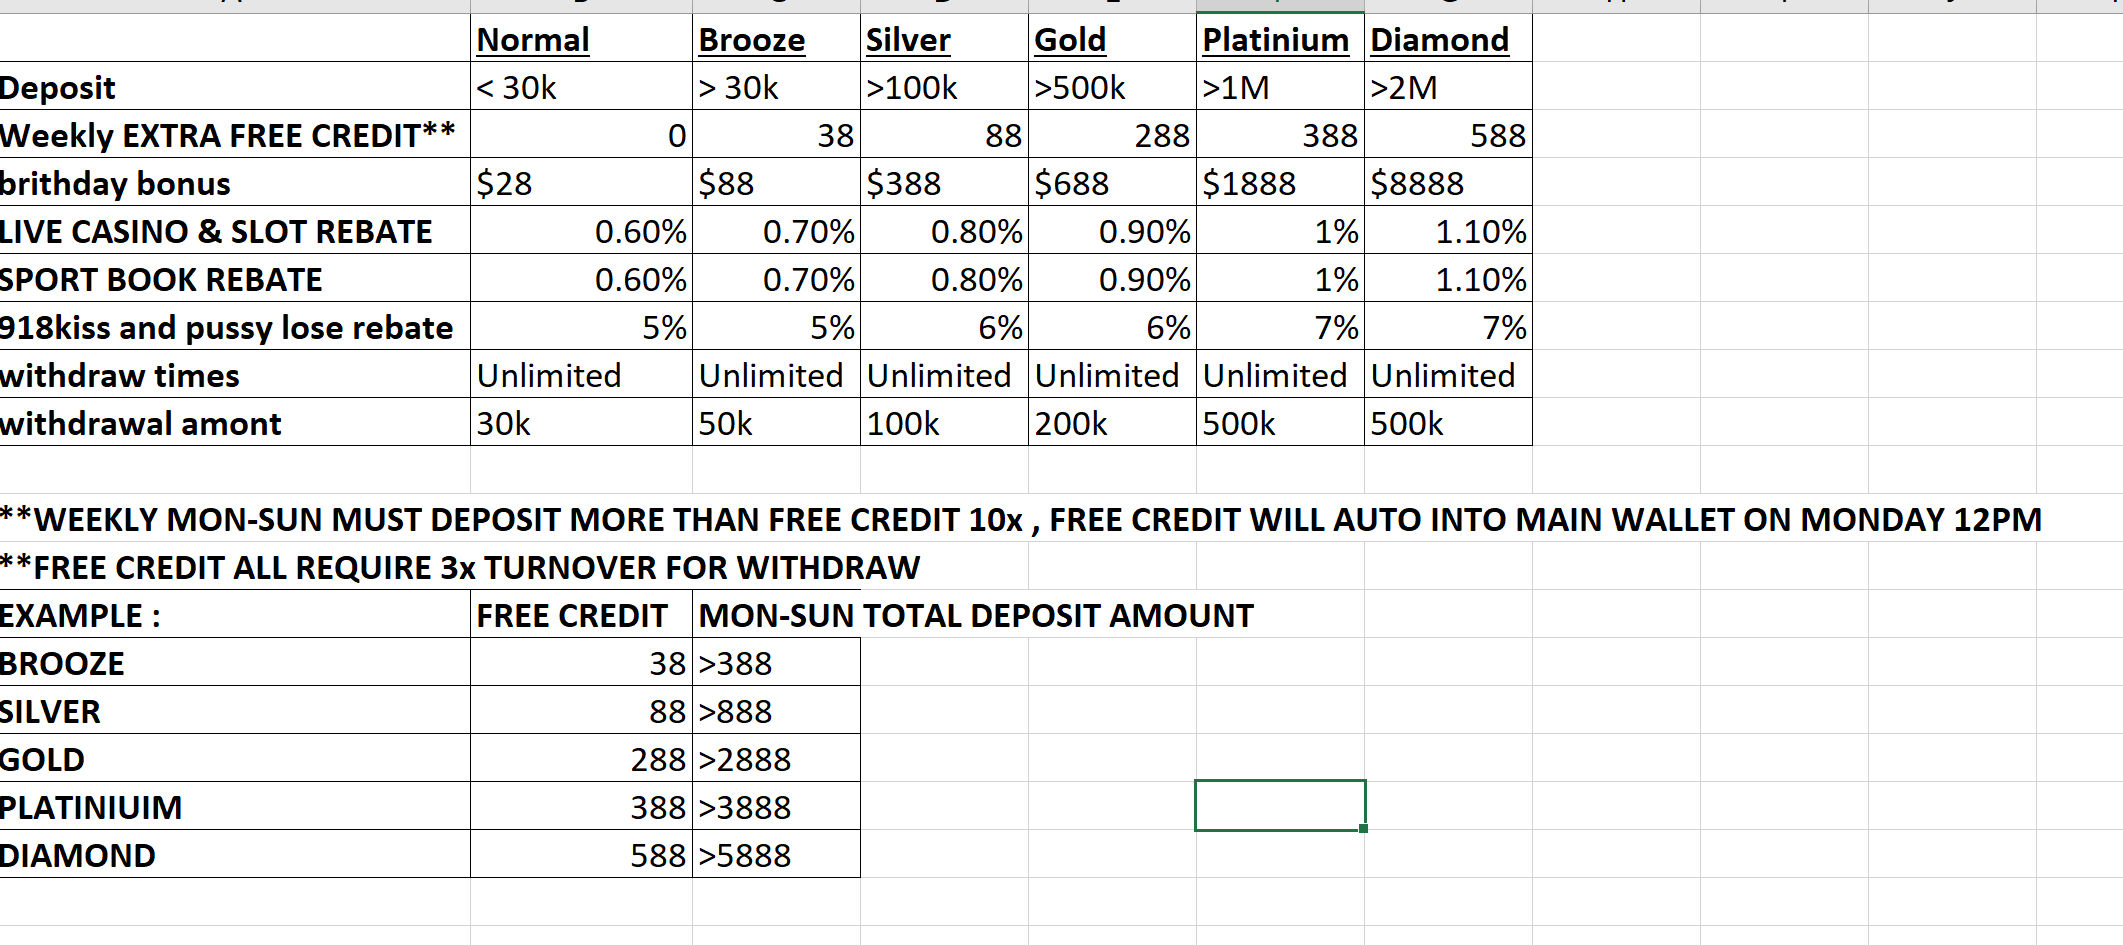 Normal Brooze Silver Gold Platinium Diamond
Deposit < 30k > 30k >100k >500k >1M >2M
Weekly EXTRA FREE CREDIT** 0 38 88 288 388 588
brithday bonus $28 $88 $388 $688 $1888 $8888
LIVE CASINO & SLOT REBATE 0.60% 0.70% 0.80% 0.90% 1% 1.10%
SPORT BOOK REBATE 0.60% 0.70% 0.80% 0.90% 1% 1.10%
918kiss and pussy lose rebate 5% 5% 6% 6% 7% 7%
withdraw times Unlimited Unlimited Unlimited Unlimited Unlimited Unlimited
withdrawal amont 30k 50k 100k 200k 500k 500k
**WEEKLY MON-SUN MUST DEPOSIT MORE THAN FREE CREDIT 10x , FREE CREDIT WILL AUTO INTO MAIN WALLET ON MONDAY 12PM
**FREE CREDIT ALL REQUIRE 3x TURNOVER FOR WITHDRAW
EXAMPLE : FREE CREDIT MON-SUN TOTAL DEPOSIT AMOUNT
BROOZE 38 >388
SILVER 88 >888
GOLD 288 >2888
PLATINIUIM 388 >3888
DIAMOND 588 >5888